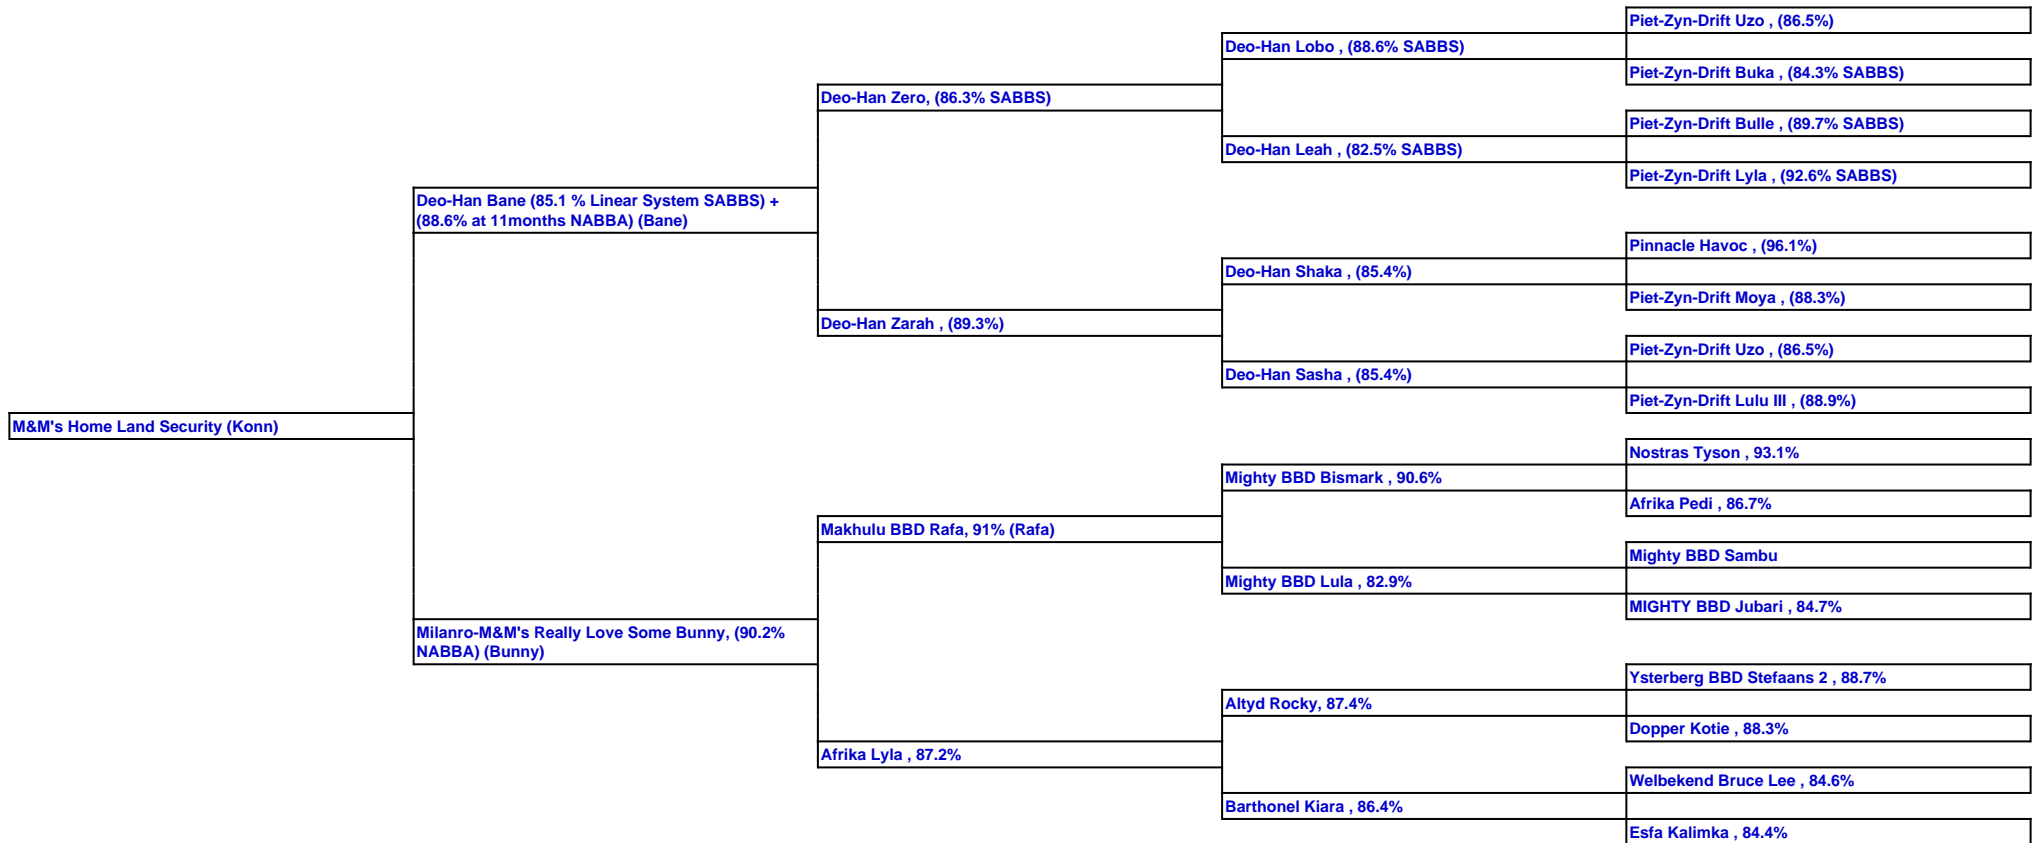 Piet-Zyn-Drift Uzo , (86.5%)
Deo-Han Lobo , (88.6% SABBS)
Piet-Zyn-Drift Buka , (84.3% SABBS)
Deo-Han Zero, (86.3% SABBS)
Piet-Zyn-Drift Bulle , (89.7% SABBS)
Deo-Han Leah , (82.5% SABBS)
Piet-Zyn-Drift Lyla , (92.6% SABBS)
Deo-Han Bane (85.1 % Linear System SABBS) +
(88.6% at 11months NABBA) (Bane)
Pinnacle Havoc , (96.1%)
Deo-Han Shaka , (85.4%)
Piet-Zyn-Drift Moya , (88.3%)
Deo-Han Zarah , (89.3%)
Piet-Zyn-Drift Uzo , (86.5%)
Deo-Han Sasha , (85.4%)
Piet-Zyn-Drift Lulu III , (88.9%)
M&M's Home Land Security (Konn)
Nostras Tyson , 93.1%
Mighty BBD Bismark , 90.6%
Afrika Pedi , 86.7%
Makhulu BBD Rafa, 91% (Rafa)
Mighty BBD Sambu
Mighty BBD Lula , 82.9%
MIGHTY BBD Jubari , 84.7%
Milanro-M&M's Really Love Some Bunny, (90.2%
NABBA) (Bunny)
Ysterberg BBD Stefaans 2 , 88.7%
Altyd Rocky, 87.4%
Dopper Kotie , 88.3%
Afrika Lyla , 87.2%
Welbekend Bruce Lee , 84.6%
Barthonel Kiara , 86.4%
Esfa Kalimka , 84.4%